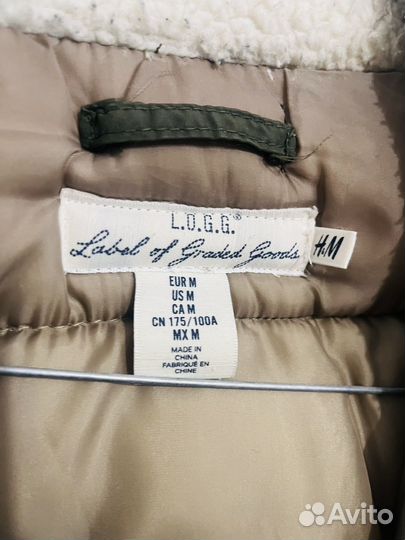 L.O.G.G.®
Label of Graded Goods
H&M
EUR M
US M
CA M
CN 175/100A
MX M
MADE IN
CHINA
FABRIQUÉ EN
CHINE
Avito